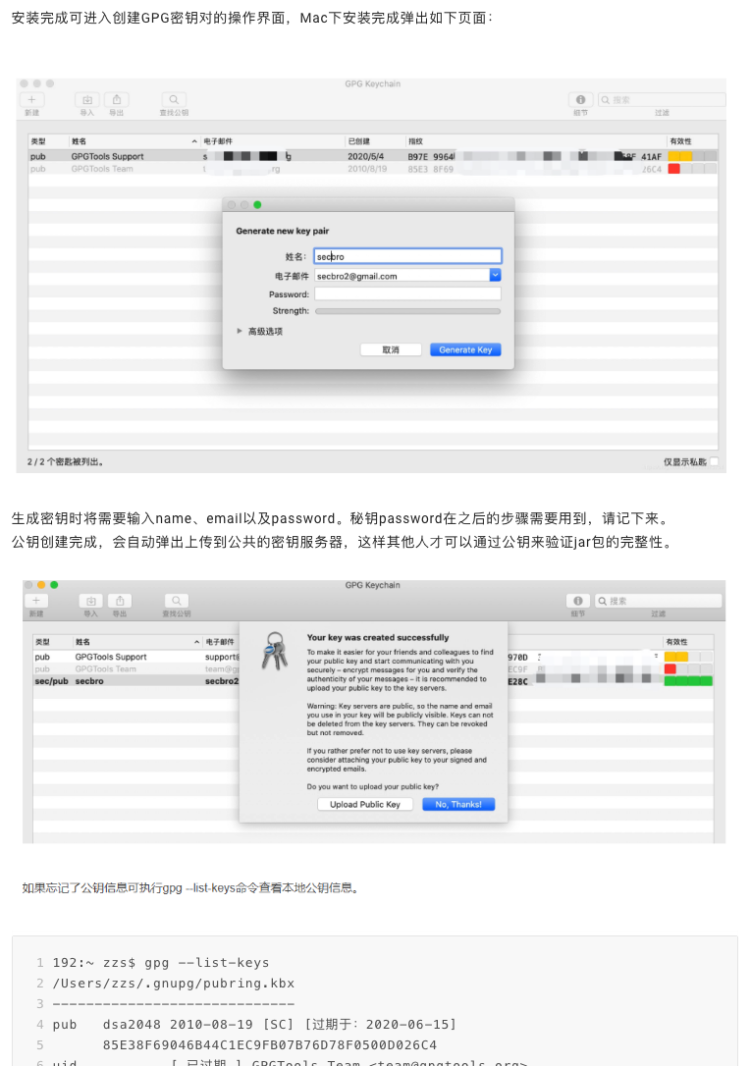 安装完成可进入创建GPG密钥对的操作界面，Mac下安装完成弹出如下页面：
GPG Keychain
搜索
新建 导入 导出 查找公钥 细节 过滤
类型 姓名 电子邮件 已创建 指纹 有效性
pub GPGTools Support s g 2020/5/4 B97E 9964 41AF
pub GPGTools Team rg 2010/8/19 85E3 8F69 26C4
Generate new key pair
姓名： secbro
电子邮件 secbro2@gmail.com
Password:
Strength:
高级选项
取消 Generate Key
2 / 2 个密匙被列出。 仅显示私匙
生成密钥时将需要输入name、email以及password。秘钥password在之后的步骤需要用到，请记下来。
公钥创建完成，会自动弹出上传到公共的密钥服务器，这样其他人才可以通过公钥来验证jar包的完整性。
GPG Keychain
搜索
新建 导入 导出 查找公钥 细节 过滤
类型 姓名 电子邮件 有效性
pub GPGTools Support support 970D
pub GPGTools Team team@gp EC9F
sec/pub secbro secbro2 E28C
Your key was created successfully
To make it easier for your friends and colleagues to find
your public key and start communicating with you
securely – encrypt messages for you and verify the
authenticity of your messages – it is recommended to
upload your public key to the key servers.
Warning: Key servers are public, so the name and email
you use in your key will be publicly visible. Keys can not
be deleted from the key servers. They can be revoked
but not removed.
If you rather prefer not to use key servers, please
consider attaching your public key to your signed and
encrypted emails.
Do you want to upload your public key?
Upload Public Key No, Thanks!
如果忘记了公钥信息可执行gpg --list-keys命令查看本地公钥信息。
1 192:~ zzs$ gpg --list-keys
2 /Users/zzs/.gnupg/pubring.kbx
3 -----------------------------
4 pub dsa2048 2010-08-19 [SC] [过期于：2020-06-15]
5 85E38F69046B44C1EC9FB07B76D78F0500D026C4
6 uid [ 已过期 ] GPGTools Team <team@gpgtools.org>